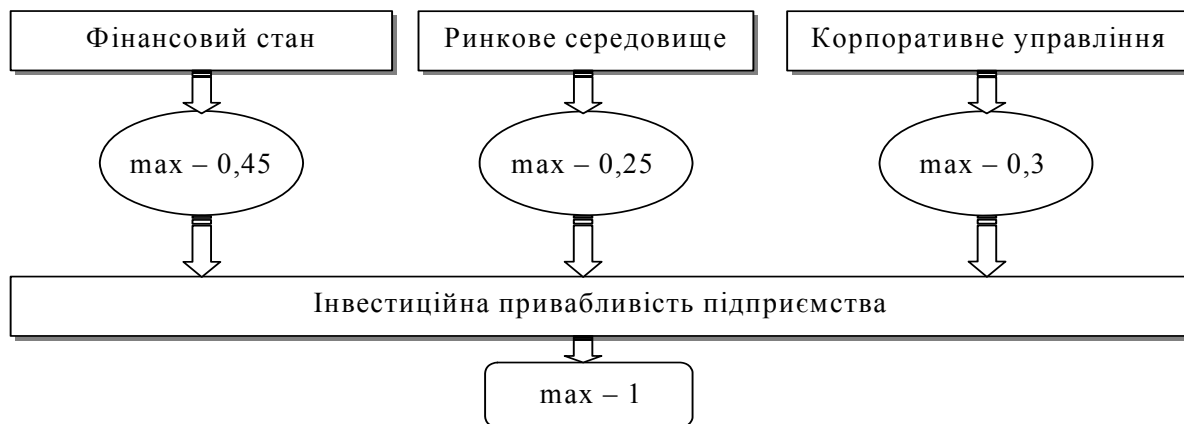 Фінансовий стан
Ринкове середовище
Корпоративне управління
max – 0,45
max – 0,25
max – 0,3
Інвестиційна привабливість підприємства
max – 1